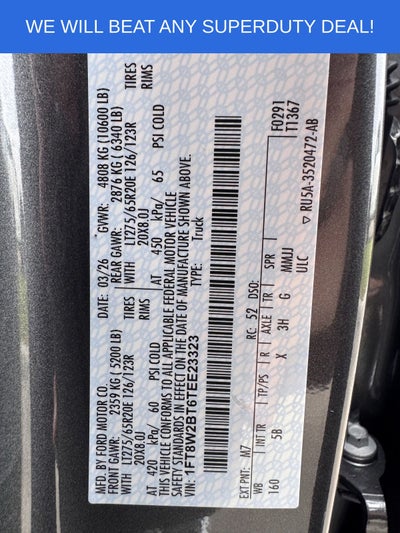 WE WILL BEAT ANY SUPERDUTY DEAL!
MFD. BY FORD MOTOR CO.
DATE: 03/26 GVWR: 4808 KG (10600 LB)
FRONT GAWR: 2359 KG (5200 LB) REAR GAWR: 2876 KG (6340 LB)
WITH LT275/65R20E 126/123R TIRES WITH LT275/65R20E 126/123R TIRES
20X8.0J RIMS 20X8.0J RIMS
AT 420 kPa/ 60 PSI COLD AT 450 kPa/ 65 PSI COLD
THIS VEHICLE CONFORMS TO ALL APPLICABLE FEDERAL MOTOR VEHICLE
SAFETY STANDARDS IN EFFECT ON THE DATE OF MANUFACTURE SHOWN ABOVE.
VIN: 1FT8W2BT6TEE23323 TYPE: Truck
F0291
T1367
EXT PNT: M7 RC: 52 DSO:
WB INT TR TP/PS R AXLE TR SPR
160 5B X 3H G MMJJ
ULC
▽ RU5A-3520472-AB